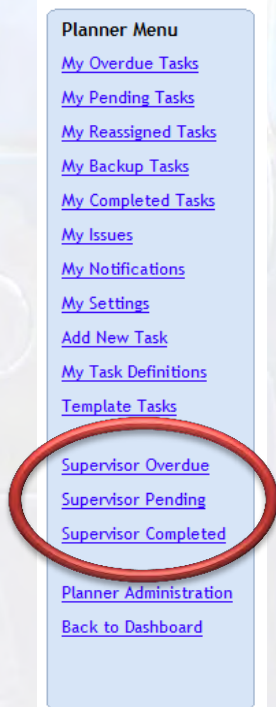 Planner Menu
My Overdue Tasks
My Pending Tasks
My Reassigned Tasks
My Backup Tasks
My Completed Tasks
My Issues
My Notifications
My Settings
Add New Task
My Task Definitions
Template Tasks
Supervisor Overdue
Supervisor Pending
Supervisor Completed
Planner Administration
Back to Dashboard